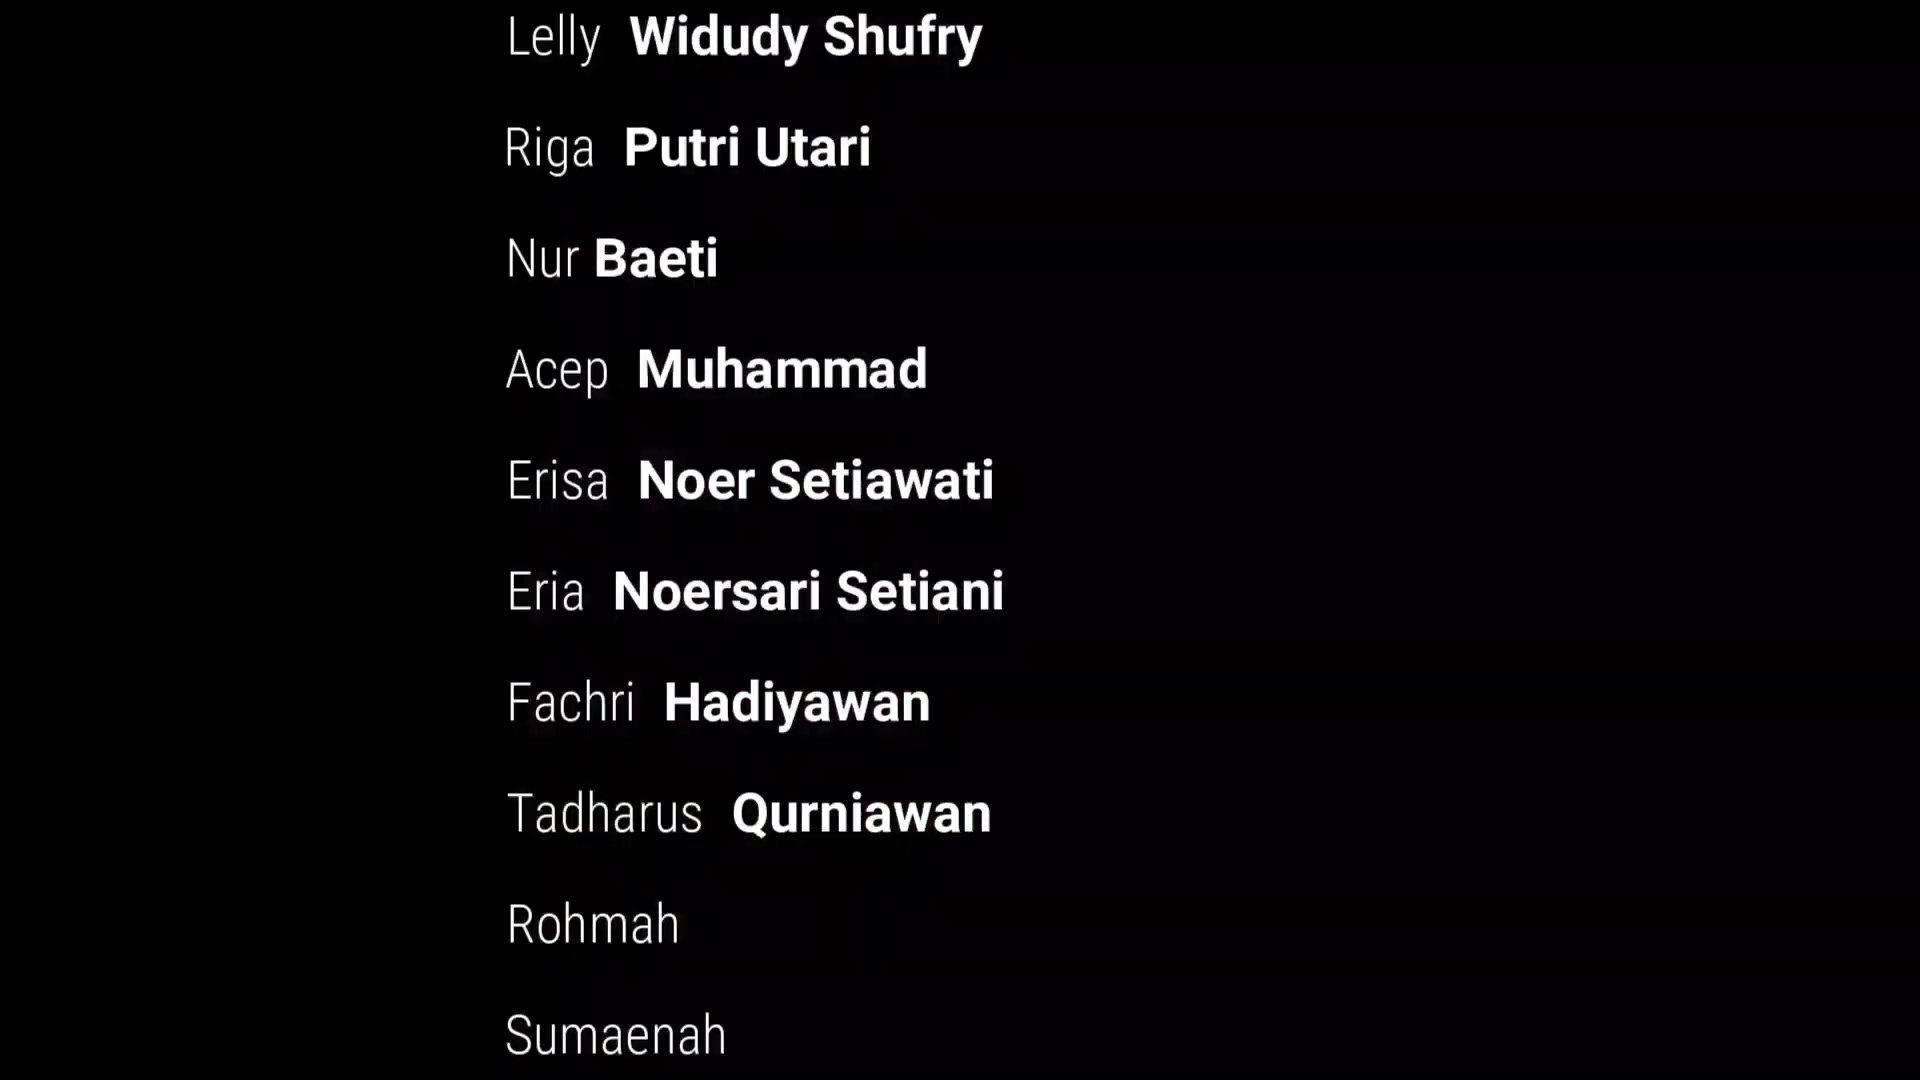 Lelly Widudy Shufry
Riga Putri Utari
Nur Baeti
Acep Muhammad
Erisa Noer Setiawati
Eria Noersari Setiani
Fachri Hadiyawan
Tadharus Qurniawan
Rohmah
Sumaenah